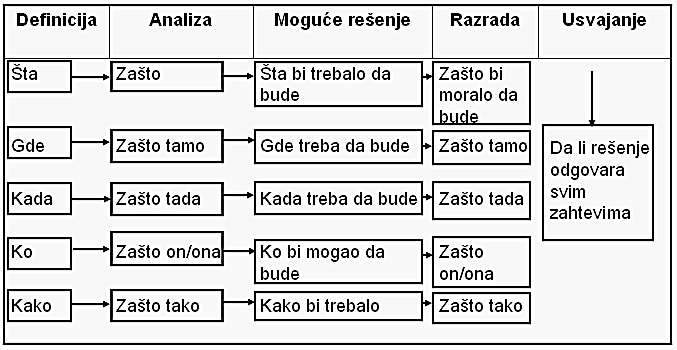 Definicija
Analiza
Moguće rešenje
Razrada
Usvajanje
Šta
Zašto
Šta bi trebalo da
bude
Zašto bi
moralo da
bude
Gde
Zašto tamo
Gde treba da bude
Zašto tamo
Kada
Zašto tada
Kada treba da bude
Zašto tada
Ko
Zašto on/ona
Ko bi mogao da
bude
Zašto
on/ona
Kako
Zašto tako
Kako bi trebalo
Zašto tako
Da li rešenje
odgovara
svim
zahtevima